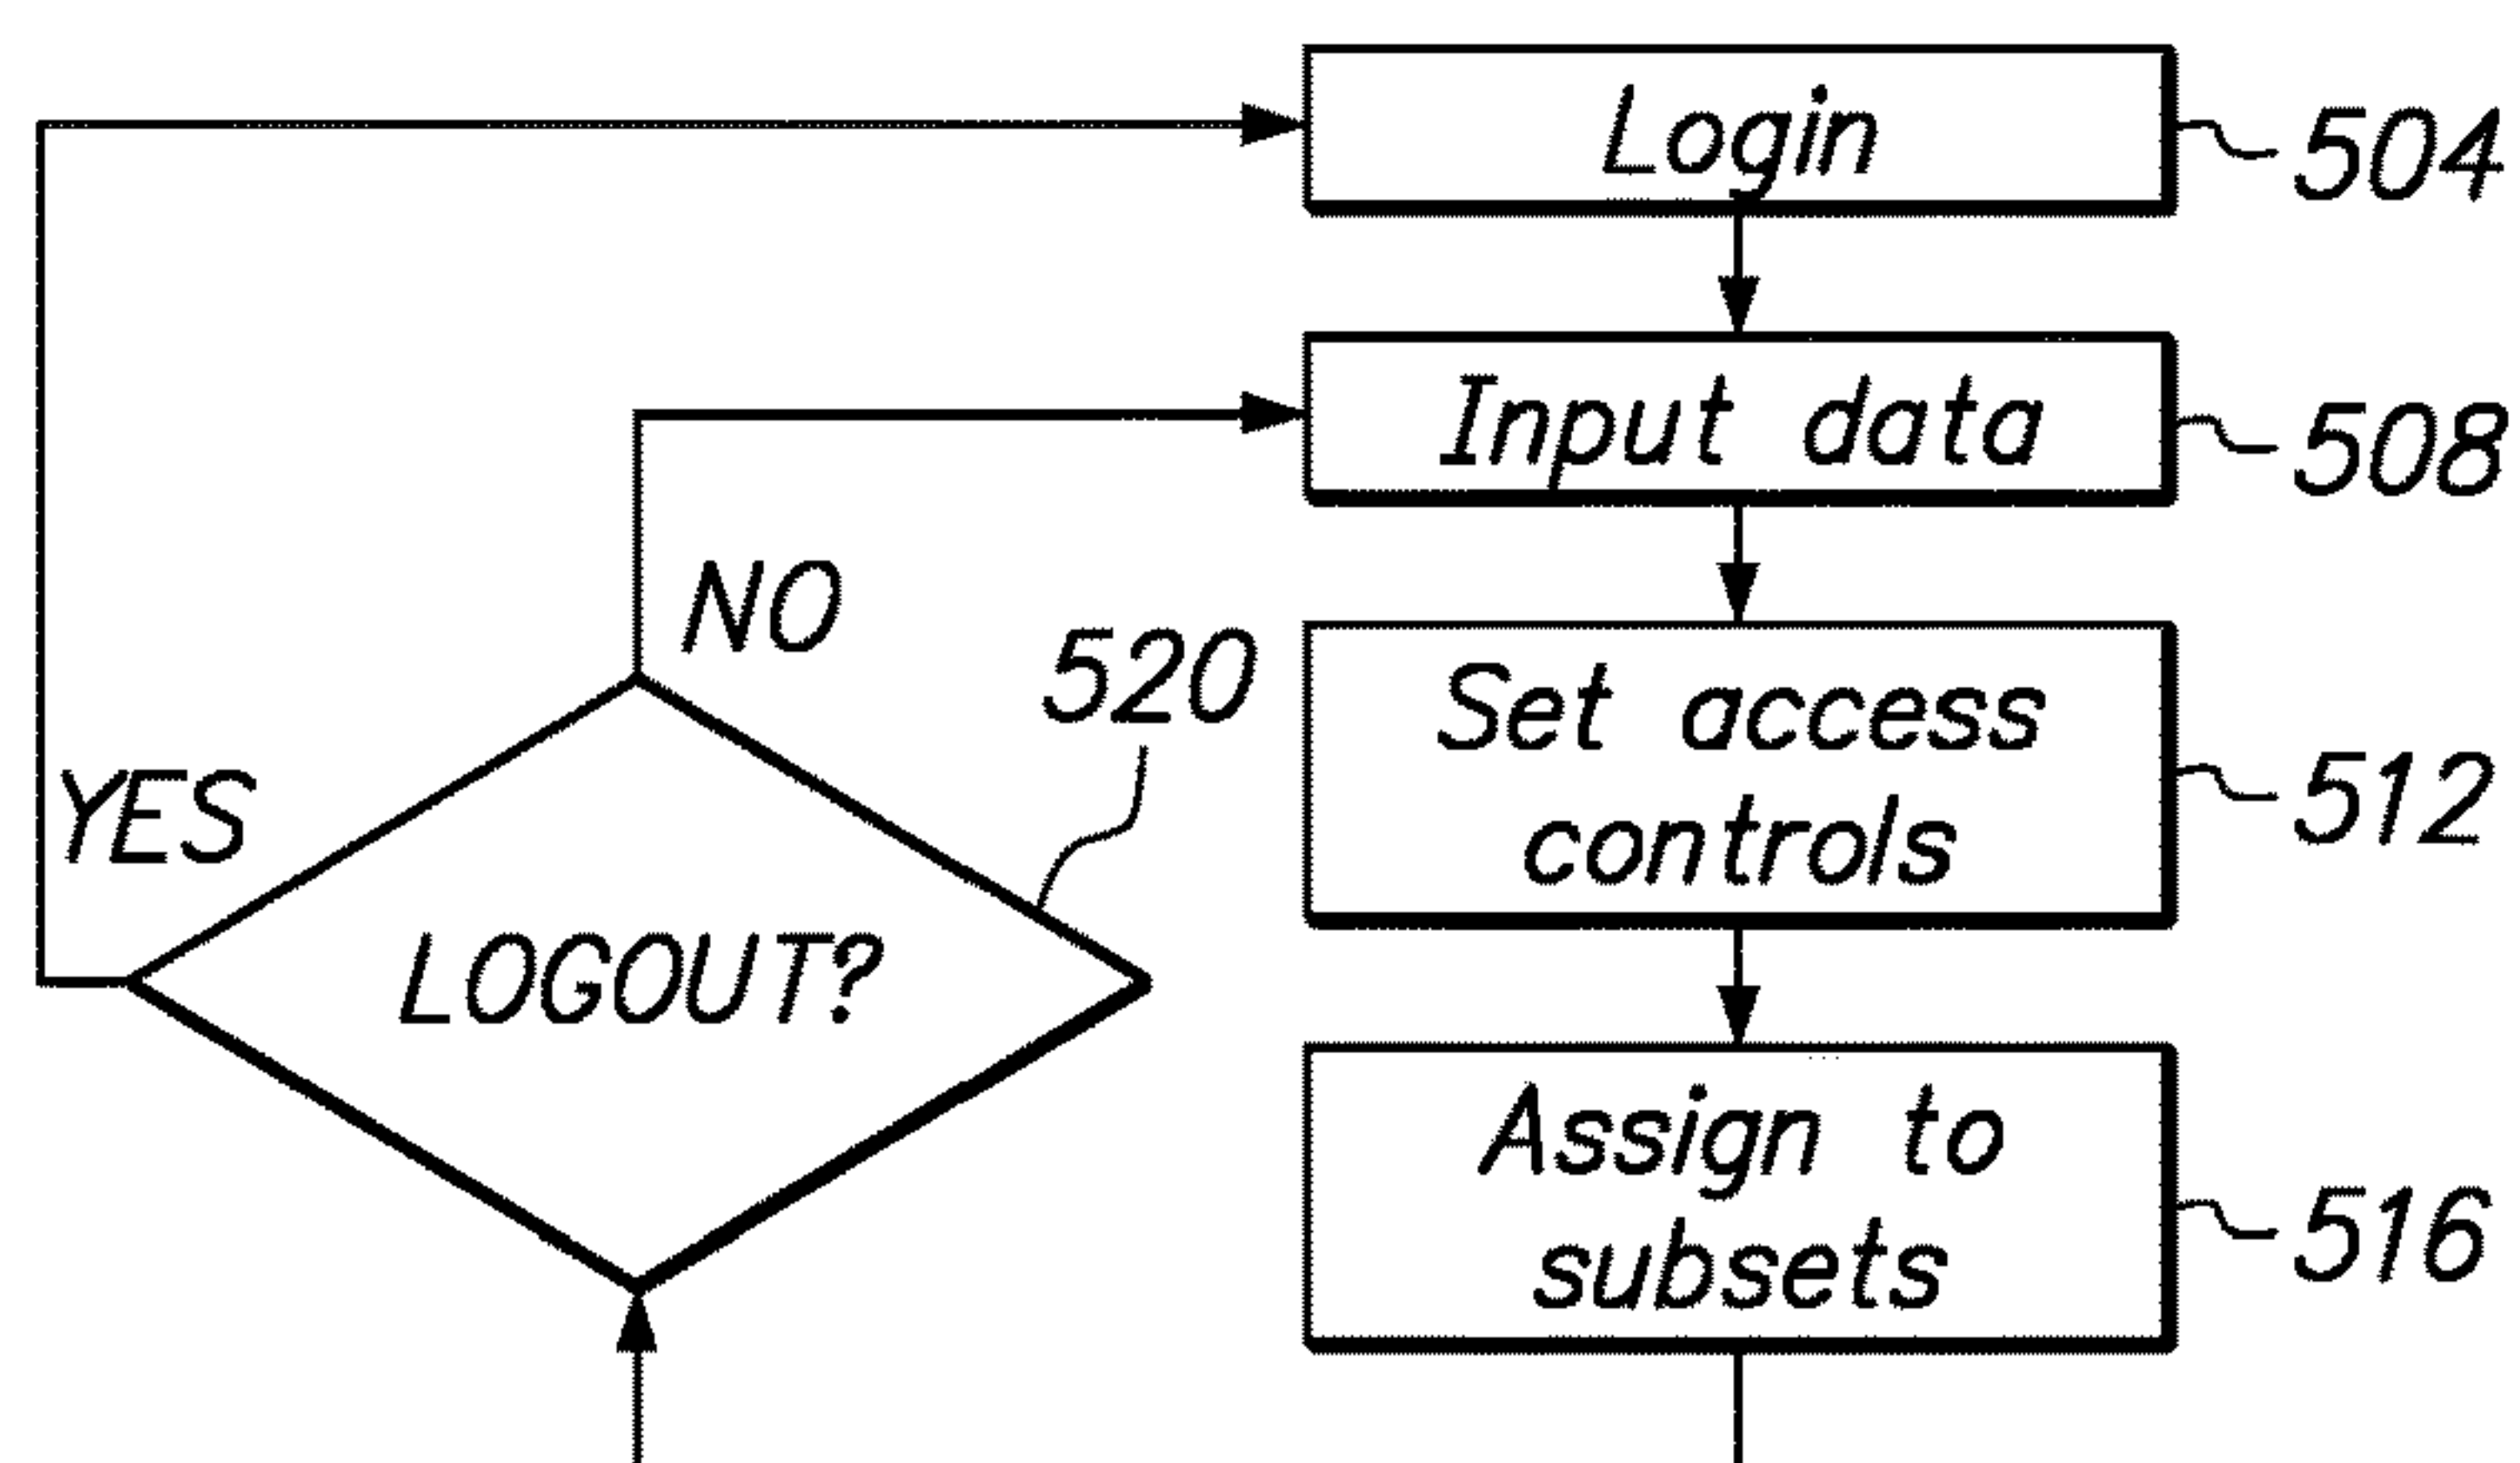 Login
504
Input data
508
NO
520
Set access
controls
512
YES
LOGOUT?
Assign to
subsets
516